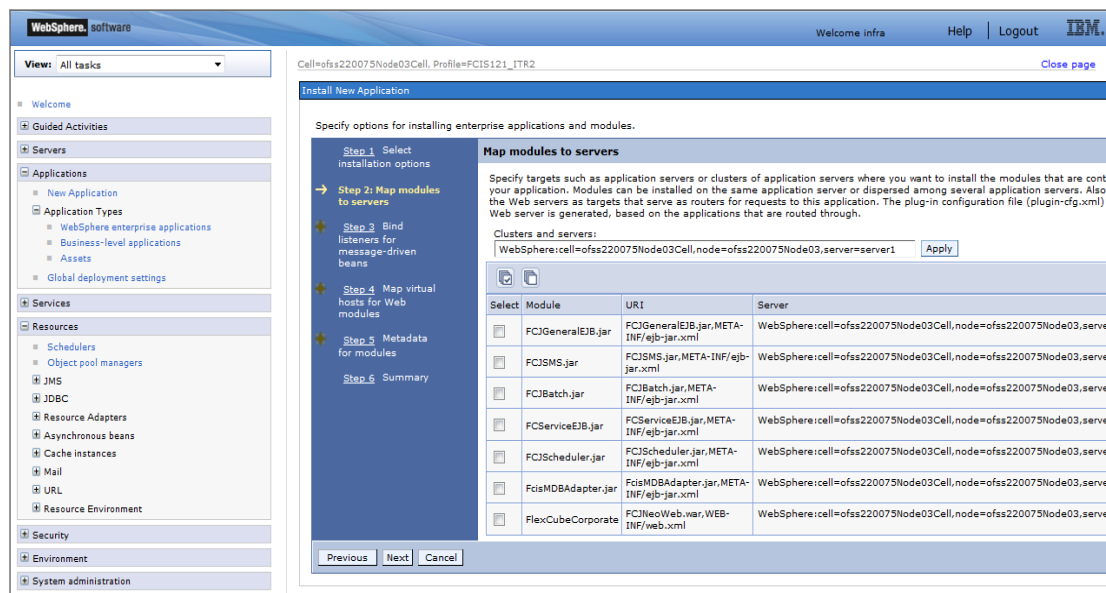 WebSphere. software
Welcome infra
Help
Logout
IBM.
View: All tasks
Cell=ofss220075Node03Cell, Profile=FCIS121_ITR2
Close page
Welcome
Guided Activities
Servers
Applications
New Application
Application Types
WebSphere enterprise applications
Business-level applications
Assets
Global deployment settings
Services
Resources
Schedulers
Object pool managers
JMS
JDBC
Resource Adapters
Asynchronous beans
Cache instances
Mail
URL
Resource Environment
Security
Environment
System administration
Install New Application
Specify options for installing enterprise applications and modules.
Step 1 Select
installation options
Step 2: Map modules
to servers
Step 3 Bind
listeners for
message-driven
beans
Step 4 Map virtual
hosts for Web
modules
Step 5 Metadata
for modules
Step 6 Summary
Map modules to servers
Specify targets such as application servers or clusters of application servers where you want to install the modules that are cont
your application. Modules can be installed on the same application server or dispersed among several application servers. Also
the Web servers as targets that serve as routers for requests to this application. The plug-in configuration file (plugin-cfg.xml)
Web server is generated, based on the applications that are routed through.
Clusters and servers:
WebSphere:cell=ofss220075Node03Cell,node=ofss220075Node03,server=server1
Apply
Select Module URI Server
FCJGeneralEJB.jar
FCJGeneralEJB.jar,META-
INF/ejb-jar.xml
WebSphere:cell=ofss220075Node03Cell,node=ofss220075Node03,serve
FCJSMS.jar
FCJSMS.jar,META-INF/ejb-
jar.xml
WebSphere:cell=ofss220075Node03Cell,node=ofss220075Node03,serve
FCJBatch.jar
FCJBatch.jar,META-
INF/ejb-jar.xml
WebSphere:cell=ofss220075Node03Cell,node=ofss220075Node03,serve
FCServiceEJB.jar
FCServiceEJB.jar,META-
INF/ejb-jar.xml
WebSphere:cell=ofss220075Node03Cell,node=ofss220075Node03,serve
FCJScheduler.jar
FCJScheduler.jar,META-
INF/ejb-jar.xml
WebSphere:cell=ofss220075Node03Cell,node=ofss220075Node03,serve
FcisMDBAdapter.jar
FcisMDBAdapter.jar,META-
INF/ejb-jar.xml
WebSphere:cell=ofss220075Node03Cell,node=ofss220075Node03,serve
FlexCubeCorporate
FCJNeoWeb.war,WEB-
INF/web.xml
WebSphere:cell=ofss220075Node03Cell,node=ofss220075Node03,serve
Previous
Next
Cancel